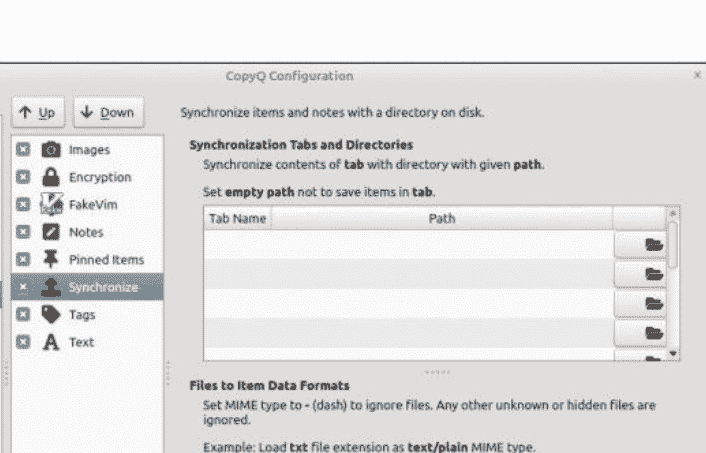 CopyQ Configuration
Up
Down
Synchronize items and notes with a directory on disk.
Images
Encryption
FakeVim
Notes
Pinned Items
Synchronize
Tags
Text
Synchronization Tabs and Directories
Synchronize contents of tab with directory with given path.
Set empty path not to save items in tab.
Tab Name Path
Files to Item Data Formats
Set MIME type to - (dash) to ignore files. Any other unknown or hidden files are
ignored.
Example: Load txt file extension as text/plain MIME type.